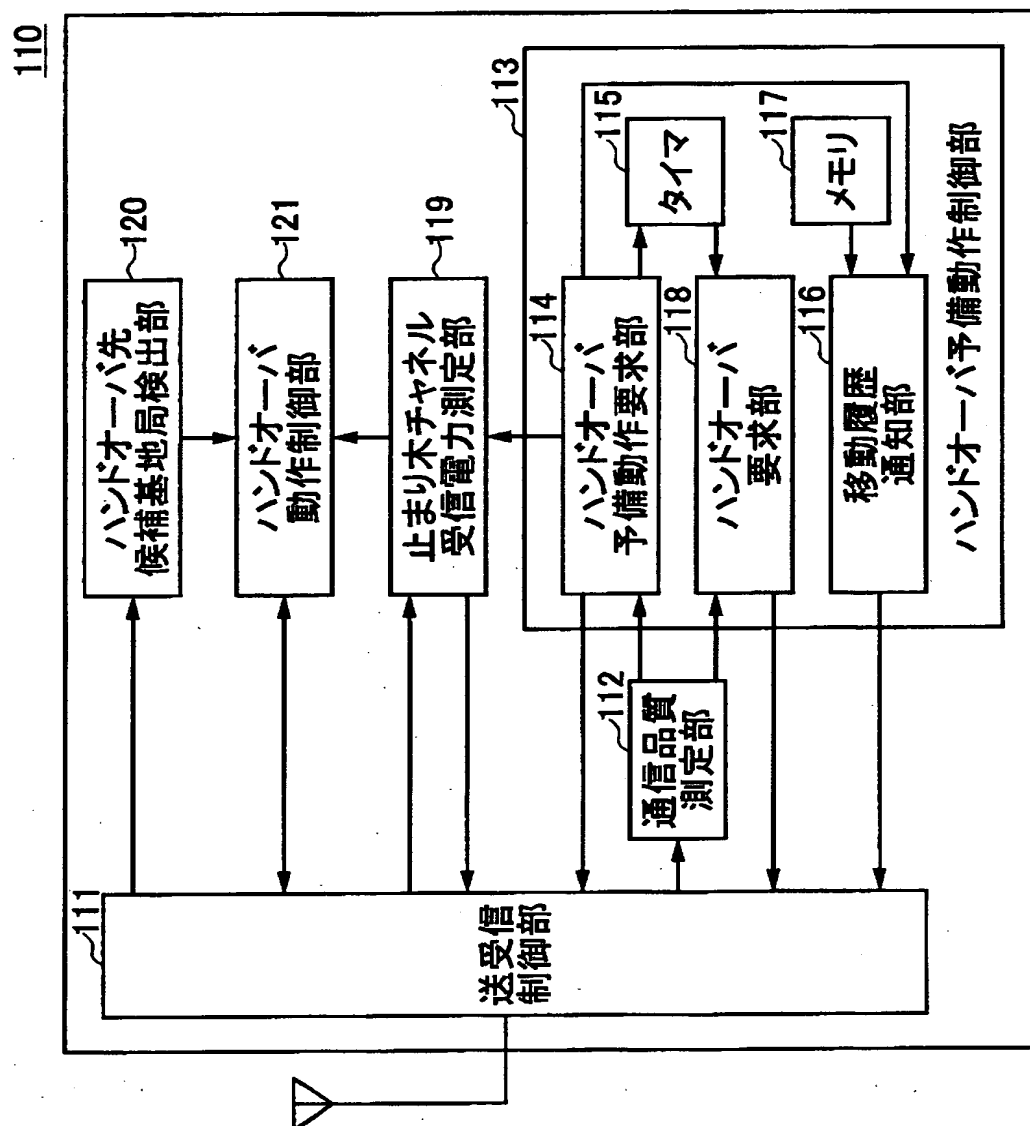 110
120
ハンドオーバ先
候補基地局検出部
121
ハンドオーバ
動作制御部
119
止まり木チャネル
受信電力測定部
111
送受信
制御部
112
通信品質
測定部
113
114
ハンドオーバ
予備動作要求部
115
タイマ
118
ハンドオーバ
要求部
117
メモリ
116
移動履歴
通知部
ハンドオーバ予備動作制御部